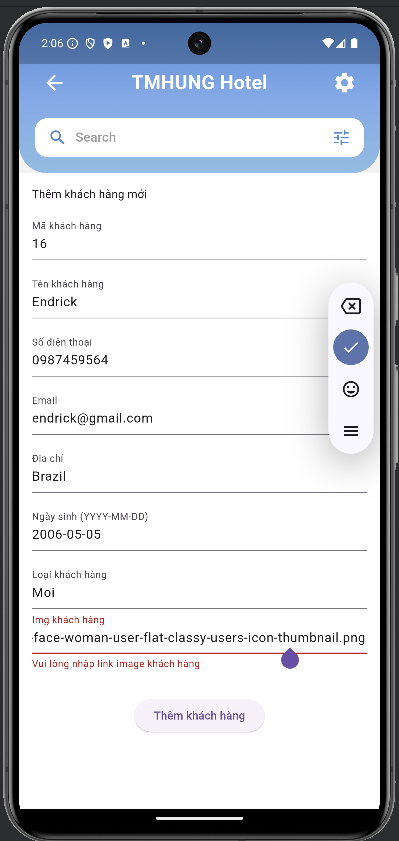 2:06
TMHUNG Hotel
Search
Thêm khách hàng mới
Mã khách hàng
16
Tên khách hàng
Endrick
Số điện thoại
0987459564
Email
endrick@gmail.com
Địa chỉ
Brazil
Ngày sinh (YYYY-MM-DD)
2006-05-05
Loại khách hàng
Moi
Img khách hàng
-face-woman-user-flat-classy-users-icon-thumbnail.png
Vui lòng nhập link image khách hàng
Thêm khách hàng